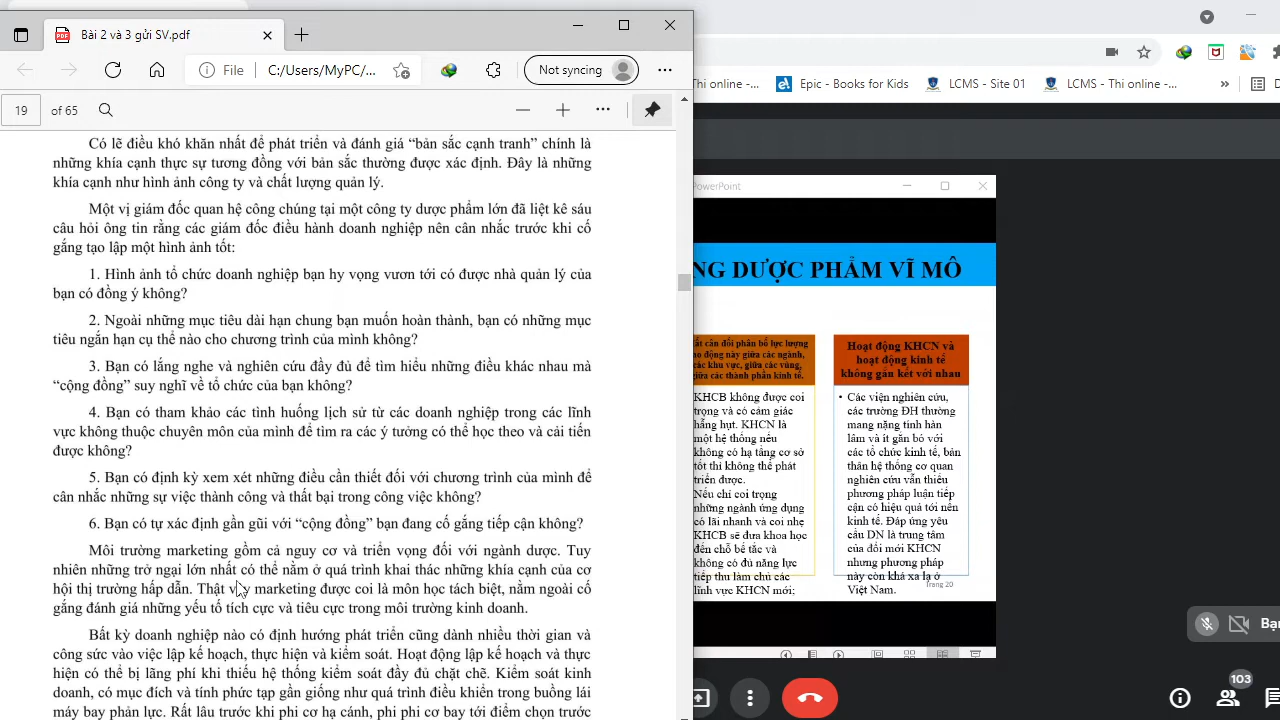 Bài 2 và 3 gửi SV.pdf
File
C:/Users/MyPC/...
Not syncing
19
of 65
Có lẽ điều khó khăn nhất để phát triển và đánh giá “bản sắc cạnh tranh” chính là
những khía cạnh thực sự tương đồng với bản sắc thường được xác định. Đây là những
khía cạnh như hình ảnh công ty và chất lượng quản lý.
Một vị giám đốc quan hệ công chúng tại một công ty dược phẩm lớn đã liệt kê sáu
câu hỏi ông tin rằng các giám đốc điều hành doanh nghiệp nên cân nhắc trước khi cố
gắng tạo lập một hình ảnh tốt:
1. Hình ảnh tổ chức doanh nghiệp bạn hy vọng vươn tới có được nhà quản lý của
bạn có đồng ý không?
2. Ngoài những mục tiêu dài hạn chung bạn muốn hoàn thành, bạn có những mục
tiêu ngắn hạn cụ thể nào cho chương trình của mình không?
3. Bạn có lắng nghe và nghiên cứu đầy đủ để tìm hiểu những điều khác nhau mà
“cộng đồng” suy nghĩ về tổ chức của bạn không?
4. Bạn có tham khảo các tình huống lịch sử từ các doanh nghiệp trong các lĩnh
vực không thuộc chuyên môn của mình để tìm ra các ý tưởng có thể học theo và cải tiến
được không?
5. Bạn có định kỳ xem xét những điều cần thiết đối với chương trình của mình để
cân nhắc những sự việc thành công và thất bại trong công việc không?
6. Bạn có tự xác định gần gũi với “cộng đồng” bạn đang cố gắng tiếp cận không?
Môi trường marketing gồm cả nguy cơ và triển vọng đối với ngành dược. Tuy
nhiên những trở ngại lớn nhất có thể nằm ở quá trình khai thác những khía cạnh của cơ
hội thị trường hấp dẫn. Thật vậy marketing được coi là môn học tách biệt, nằm ngoài cố
gắng đánh giá những yếu tố tích cực và tiêu cực trong môi trường kinh doanh.
Bất kỳ doanh nghiệp nào có định hướng phát triển cũng dành nhiều thời gian và
công sức vào việc lập kế hoạch, thực hiện và kiểm soát. Hoạt động lập kế hoạch và thực
hiện có thể bị lãng phí khi thiếu hệ thống kiểm soát đầy đủ chặt chẽ. Kiểm soát kinh
doanh, có mục đích và tính phức tạp gần giống như quá trình điều khiển trong buồng lái
máy bay phản lực. Rất lâu trước khi phi cơ hạ cánh, phi phi cơ bay tới điểm chọn trước
Thi online -...
Epic - Books for Kids
LCMS - Site 01
LCMS - Thi online -...
PowerPoint
NG DƯỢC PHẨM VĨ MÔ
cân đối phân bố lực lượng
động này giữa các ngành,
các khu vực, giữa các vùng,
giữa các thành phần kinh tế.
KHCB không được coi
trọng và có cảm giác
hẫng hụt. KHCN là
một hệ thống nếu
không có hạ tầng cơ sở
tốt thì không thể phát
triển được.
Nếu chỉ coi trọng
những ngành ứng dụng
có lãi nhanh và coi nhẹ
KHCB sẽ đưa khoa học
đến chỗ bế tắc và
không có đủ năng lực
tiếp thu làm chủ các
lĩnh vực KHCN mới;
Hoạt động KHCN và
hoạt động kinh tế
không gắn kết với nhau
• Các viện nghiên cứu,
các trường ĐH thường
mang nặng tính hàn
lâm và ít gắn bó với
các tổ chức kinh tế, bản
thân hệ thống cơ quan
nghiên cứu vẫn thiếu
phương pháp luận tiếp
cận có hiệu quả tới nền
kinh tế. Đáp ứng yêu
cầu DN là trung tâm
của đổi mới KHCN
nhưng phương pháp
này còn khá xa lạ ở
Việt Nam.
Trang 20
103